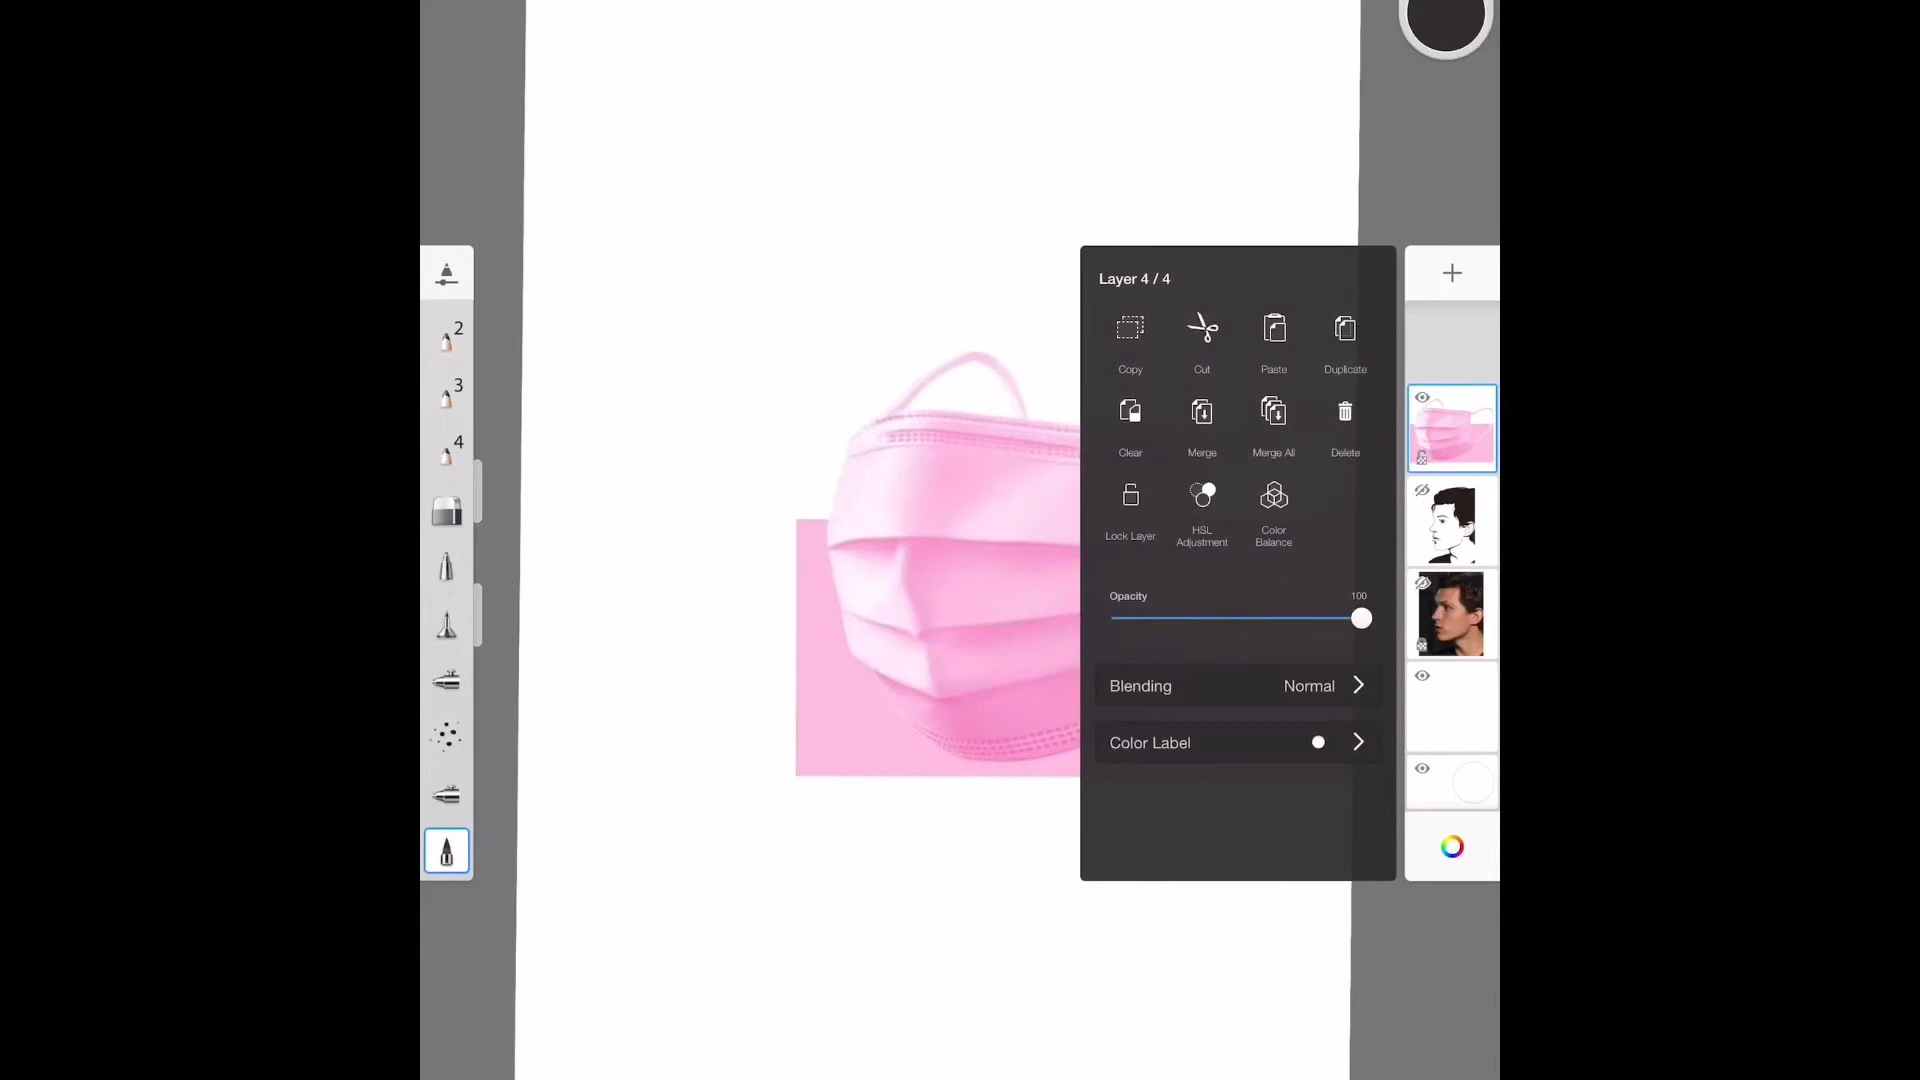 2
3
4
Layer 4 / 4
Copy Cut Paste Duplicate
Clear Merge Merge All Delete
Lock Layer HSL Adjustment Color Balance
Opacity 100
Blending Normal
Color Label